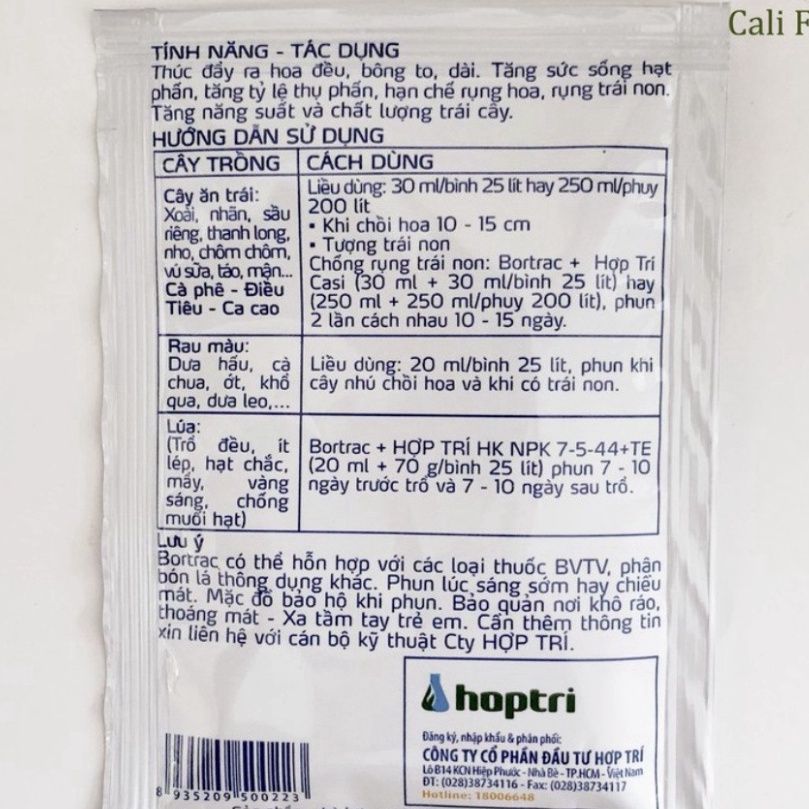 Cali F
TÍNH NĂNG - TÁC DỤNG
Thúc đẩy ra hoa đều, bông to, dài. Tăng sức sống hạt
phấn, tăng tỷ lệ thụ phấn, hạn chế rụng hoa, rụng trái non.
Tăng năng suất và chất lượng trái cây.
HƯỚNG DẪN SỬ DỤNG
CÂY TRỒNG
CÁCH DÙNG
Cây ăn trái:
Xoài, nhãn, sầu
riêng, thanh long,
nho, chôm chôm,
vú sữa, táo, mận...
Cà phê - Điều
Tiêu - Ca cao
Liều dùng: 30 ml/bình 25 lít hay 250 ml/phuy
200 lít
• Khi chồi hoa 10 - 15 cm
• Tượng trái non
Chống rụng trái non: Bortrac + Hợp Trí
Casi (30 ml + 30 ml/bình 25 lít) hay
(250 ml + 250 ml/phuy 200 lít), phun
2 lần cách nhau 10 - 15 ngày.
Rau màu:
Dưa hấu, cà
chua, ớt, khổ
qua, dưa leo,...
Liều dùng: 20 ml/bình 25 lít, phun khi
cây nhú chồi hoa và khi có trái non.
Lúa:
(Trổ đều, ít
lép, hạt chắc,
mẩy, vàng
sáng, chống
muỗi hạt)
Bortrac + HỢP TRÍ HK NPK 7-5-44+TE
(20 ml + 70 g/bình 25 lít) phun 7 - 10
ngày trước trổ và 7 - 10 ngày sau trổ.
Lưu ý
Bortrac có thể hỗn hợp với các loại thuốc BVTV, phân
bón lá thông dụng khác. Phun lúc sáng sớm hay chiều
mát. Mặc đồ bảo hộ khi phun. Bảo quản nơi khô ráo,
thoáng mát - Xa tầm tay trẻ em. Cần thêm thông tin
xin liên hệ với cán bộ kỹ thuật Cty HỢP TRÍ.
hoptri
Đăng ký, nhập khẩu & phân phối:
CÔNG TY CỔ PHẦN ĐẦU TƯ HỢP TRÍ
Lô B14 KCN Hiệp Phước - Nhà Bè - TP.HCM - Việt Nam
ĐT: (028)38734116 - Fax: (028)38734117
Hotline: 18006648
8 935209 500223